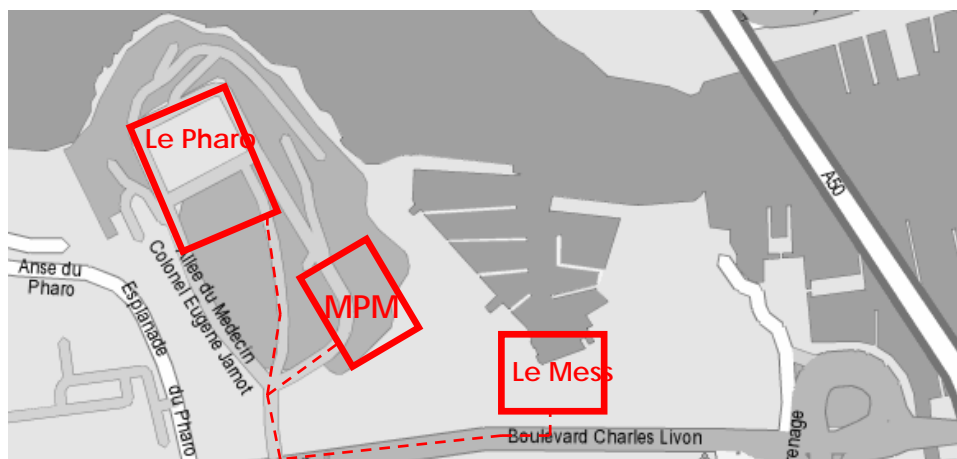 Le Pharo
A50
Anse du
Pharo
Esplanade
du Pharo
Allee du Medecin
Colonel Eugene Jamot
MPM
Le Mess
Boulevard Charles Livon
renage